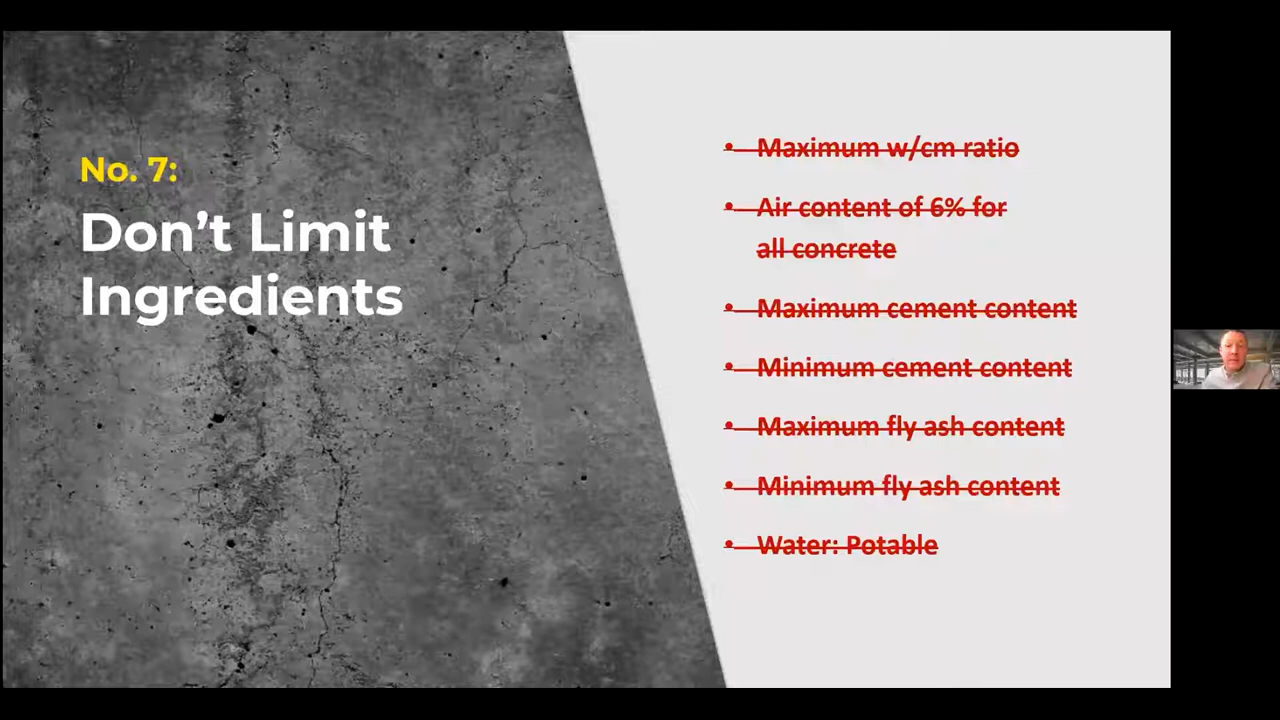 No. 7:
Don't Limit
Ingredients
• Maximum w/cm ratio
• Air content of 6% for
all concrete
• Maximum cement content
• Minimum cement content
• Maximum fly ash content
• Minimum fly ash content
• Water: Potable